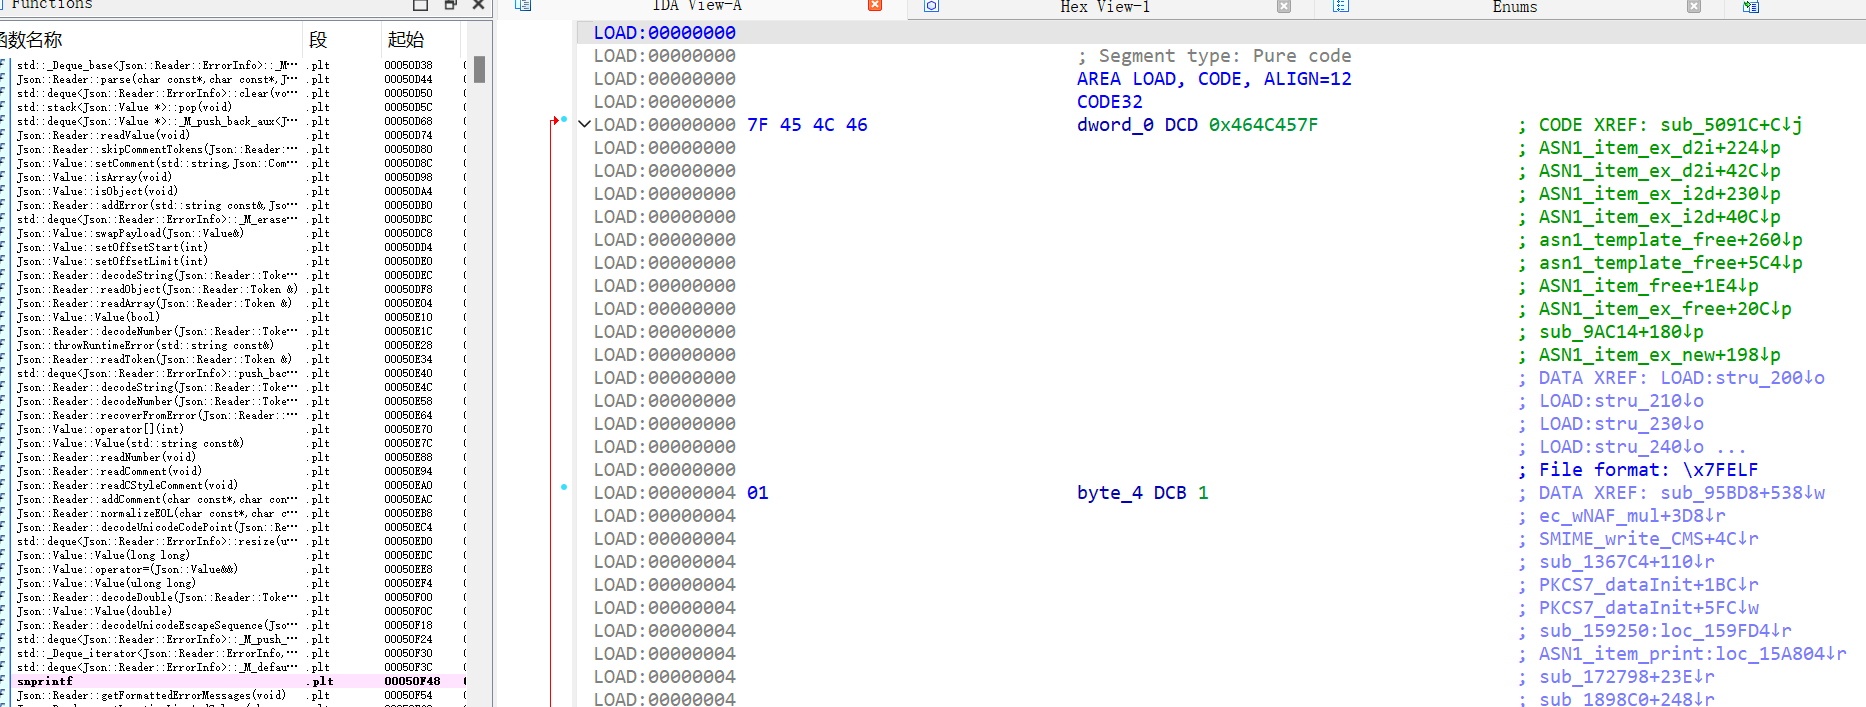 Functions
函数名称 段 起始
std::_Deque_base<Json::Reader::ErrorInfo>::_M… .plt 00050D38
Json::Reader::parse(char const*,char const*,J… .plt 00050D44
std::deque<Json::Reader::ErrorInfo>::clear(vo… .plt 00050D50
std::stack<Json::Value *>::pop(void) .plt 00050D5C
std::deque<Json::Value *>::_M_push_back_aux<J… .plt 00050D68
Json::Reader::readValue(void) .plt 00050D74
Json::Reader::skipCommentTokens(Json::Reader:… .plt 00050D80
Json::Value::setComment(std::string,Json::Com… .plt 00050D8C
Json::Value::isArray(void) .plt 00050D98
Json::Value::isObject(void) .plt 00050DA4
Json::Reader::addError(std::string const&,Jso… .plt 00050DB0
std::deque<Json::Reader::ErrorInfo>::_M_erase… .plt 00050DBC
Json::Value::swapPayload(Json::Value&) .plt 00050DC8
Json::Value::setOffsetStart(int) .plt 00050DD4
Json::Value::setOffsetLimit(int) .plt 00050DE0
Json::Reader::decodeString(Json::Reader::Toke… .plt 00050DEC
Json::Reader::readObject(Json::Reader::Token &) .plt 00050DF8
Json::Reader::readArray(Json::Reader::Token &) .plt 00050E04
Json::Value::Value(bool) .plt 00050E10
Json::Reader::decodeNumber(Json::Reader::Toke… .plt 00050E1C
Json::throwRuntimeError(std::string const&) .plt 00050E28
Json::Reader::readToken(Json::Reader::Token &) .plt 00050E34
std::deque<Json::Reader::ErrorInfo>::push_bac… .plt 00050E40
Json::Reader::decodeString(Json::Reader::Toke… .plt 00050E4C
Json::Reader::decodeNumber(Json::Reader::Toke… .plt 00050E58
Json::Reader::recoverFromError(Json::Reader::… .plt 00050E64
Json::Value::operator[](int) .plt 00050E70
Json::Value::Value(std::string const&) .plt 00050E7C
Json::Reader::readNumber(void) .plt 00050E88
Json::Reader::readComment(void) .plt 00050E94
Json::Reader::readCStyleComment(void) .plt 00050EA0
Json::Reader::addComment(char const*,char con… .plt 00050EAC
Json::Reader::normalizeEOL(char const*,char c… .plt 00050EB8
Json::Reader::decodeUnicodeCodePoint(Json::Re… .plt 00050EC4
std::deque<Json::Reader::ErrorInfo>::resize(u… .plt 00050ED0
Json::Value::Value(long long) .plt 00050EDC
Json::Value::operator=(Json::Value&&) .plt 00050EE8
Json::Value::Value(ulong long) .plt 00050EF4
Json::Reader::decodeDouble(Json::Reader::Toke… .plt 00050F00
Json::Value::Value(double) .plt 00050F0C
Json::Reader::decodeUnicodeEscapeSequence(Jso… .plt 00050F18
std::deque<Json::Reader::ErrorInfo>::_M_push_… .plt 00050F24
std::_Deque_iterator<Json::Reader::ErrorInfo,… .plt 00050F30
std::deque<Json::Reader::ErrorInfo>::_M_defau… .plt 00050F3C
snprintf .plt 00050F48
Json::Reader::getFormattedErrorMessages(void) .plt 00050F54
IDA View-A Hex View-1 Enums
LOAD:00000000
LOAD:00000000 ; Segment type: Pure code
LOAD:00000000 AREA LOAD, CODE, ALIGN=12
LOAD:00000000 CODE32
LOAD:00000000 7F 45 4C 46 dword_0 DCD 0x464C457F ; CODE XREF: sub_5091C+C↓j
LOAD:00000000 ; ASN1_item_ex_d2i+224↓p
LOAD:00000000 ; ASN1_item_ex_d2i+42C↓p
LOAD:00000000 ; ASN1_item_ex_i2d+230↓p
LOAD:00000000 ; ASN1_item_ex_i2d+40C↓p
LOAD:00000000 ; asn1_template_free+260↓p
LOAD:00000000 ; asn1_template_free+5C4↓p
LOAD:00000000 ; ASN1_item_free+1E4↓p
LOAD:00000000 ; ASN1_item_ex_free+20C↓p
LOAD:00000000 ; sub_9AC14+180↓p
LOAD:00000000 ; ASN1_item_ex_new+198↓p
LOAD:00000000 ; DATA XREF: LOAD:stru_200↓o
LOAD:00000000 ; LOAD:stru_210↓o
LOAD:00000000 ; LOAD:stru_230↓o
LOAD:00000000 ; LOAD:stru_240↓o ...
LOAD:00000000 ; File format: \x7FELF
LOAD:00000004 01 byte_4 DCB 1 ; DATA XREF: sub_95BD8+538↓w
LOAD:00000004 ; ec_wNAF_mul+3D8↓r
LOAD:00000004 ; SMIME_write_CMS+4C↓r
LOAD:00000004 ; sub_1367C4+110↓r
LOAD:00000004 ; PKCS7_dataInit+1BC↓r
LOAD:00000004 ; PKCS7_dataInit+5FC↓w
LOAD:00000004 ; sub_159250:loc_159FD4↓r
LOAD:00000004 ; ASN1_item_print:loc_15A804↓r
LOAD:00000004 ; sub_172798+23E↓r
LOAD:00000004 ; sub_1898C0+248↓r